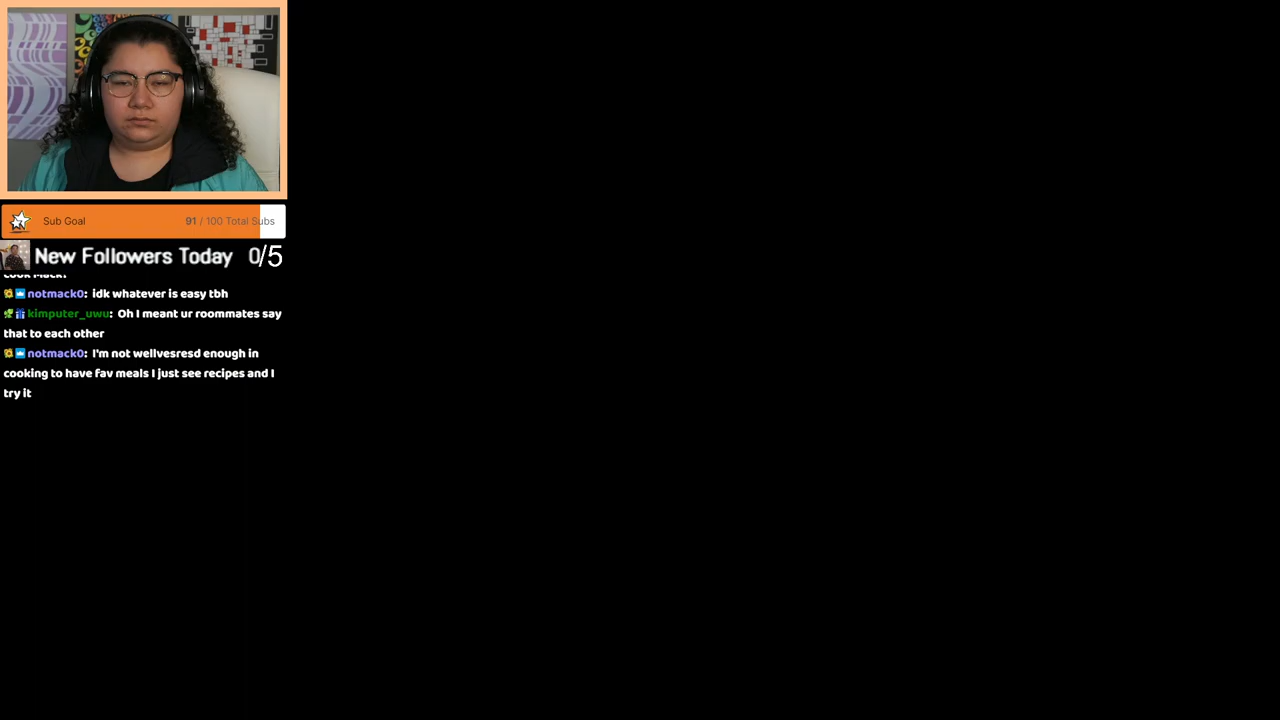 Sub Goal 91 / 100 Total Subs
New Followers Today 0/5
cook Mack?
notmack0: idk whatever is easy tbh
kimputer_uwu: Oh I meant ur roommates say
that to each other
notmack0: I'm not wellvesresd enough in
cooking to have fav meals I just see recipes and I
try it